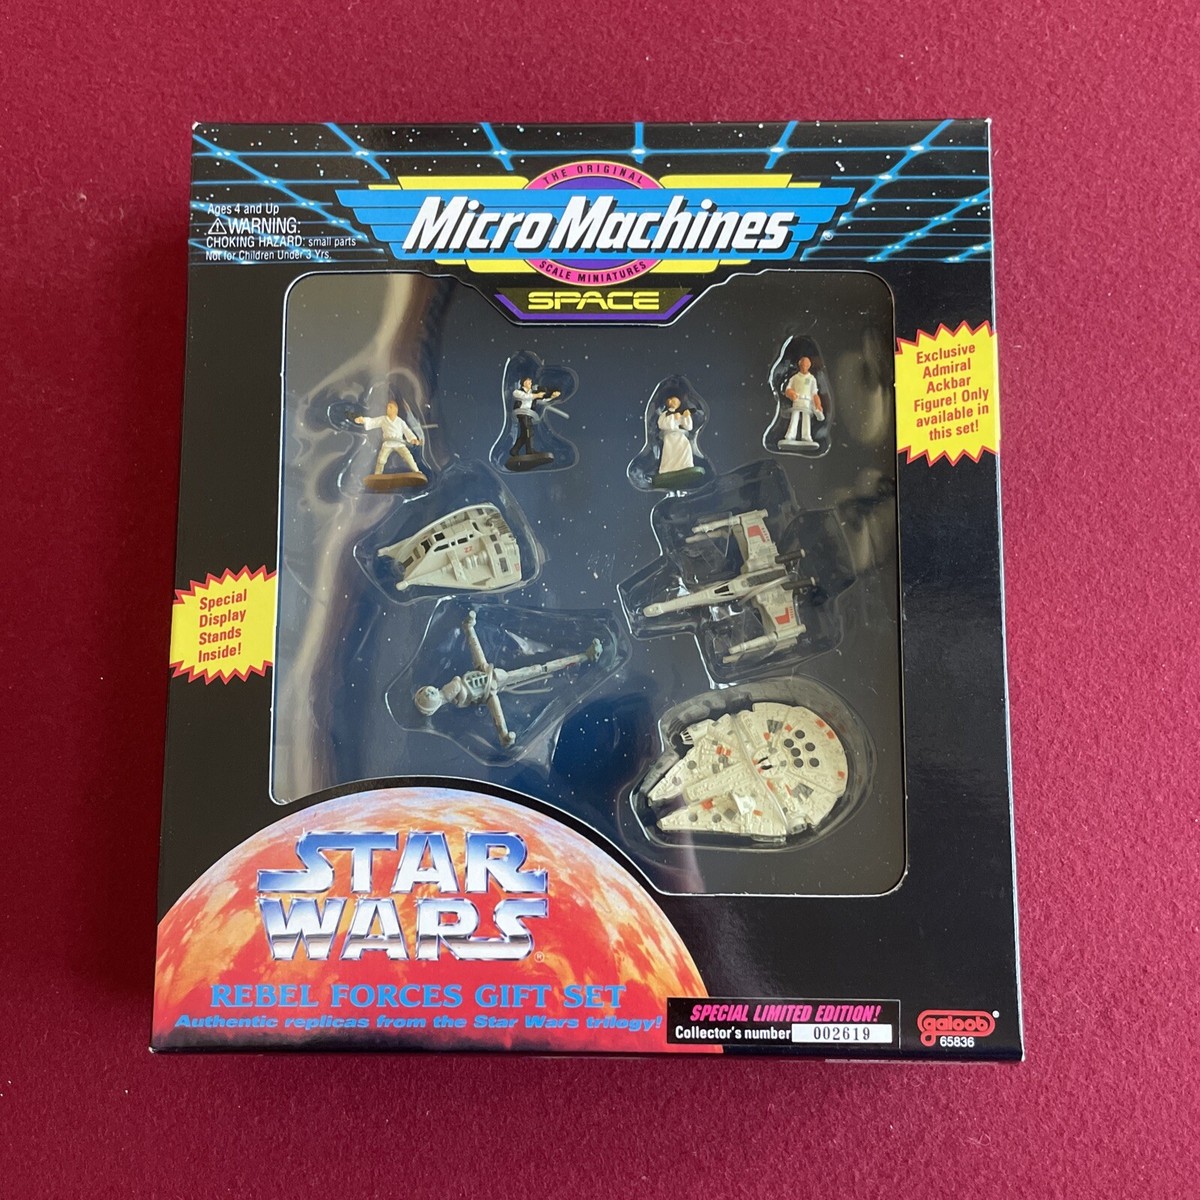 THE ORIGINAL
Micro Machines®
SCALE MINIATURES
SPACE
Ages 4 and Up
⚠WARNING:
CHOKING HAZARD: small parts
Not for Children Under 3 Yrs.
Exclusive
Admiral
Ackbar
Figure! Only
available in
this set!
Special
Display
Stands
Inside!
STAR
WARS®
REBEL FORCES GIFT SET
Authentic replicas from the Star Wars trilogy!
SPECIAL LIMITED EDITION!
Collector's number 002619
galoob®
65836